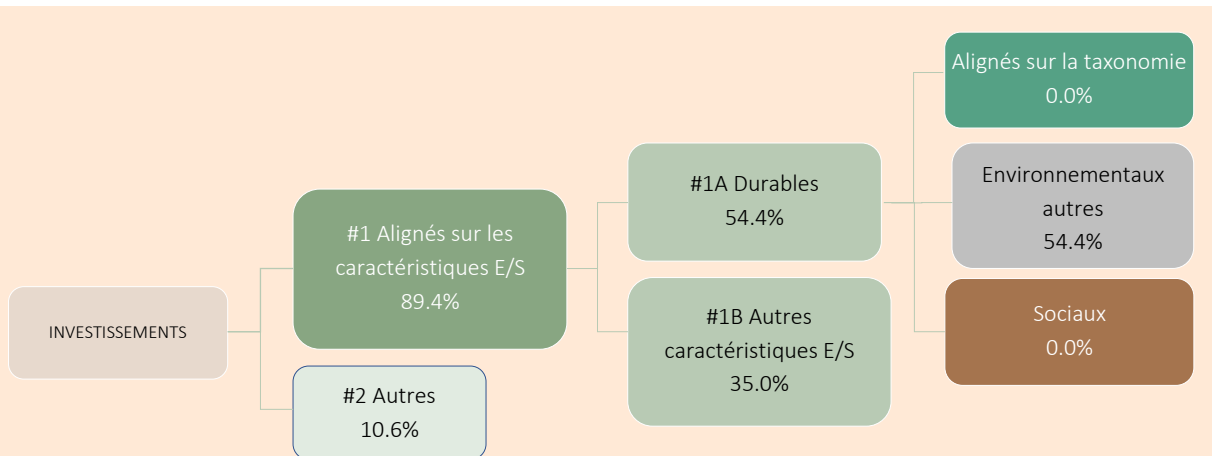 INVESTISSEMENTS
#1 Alignés sur les
caractéristiques E/S
89.4%
#2 Autres
10.6%
#1A Durables
54.4%
#1B Autres
caractéristiques E/S
35.0%
Alignés sur la taxonomie
0.0%
Environnementaux
autres
54.4%
Sociaux
0.0%